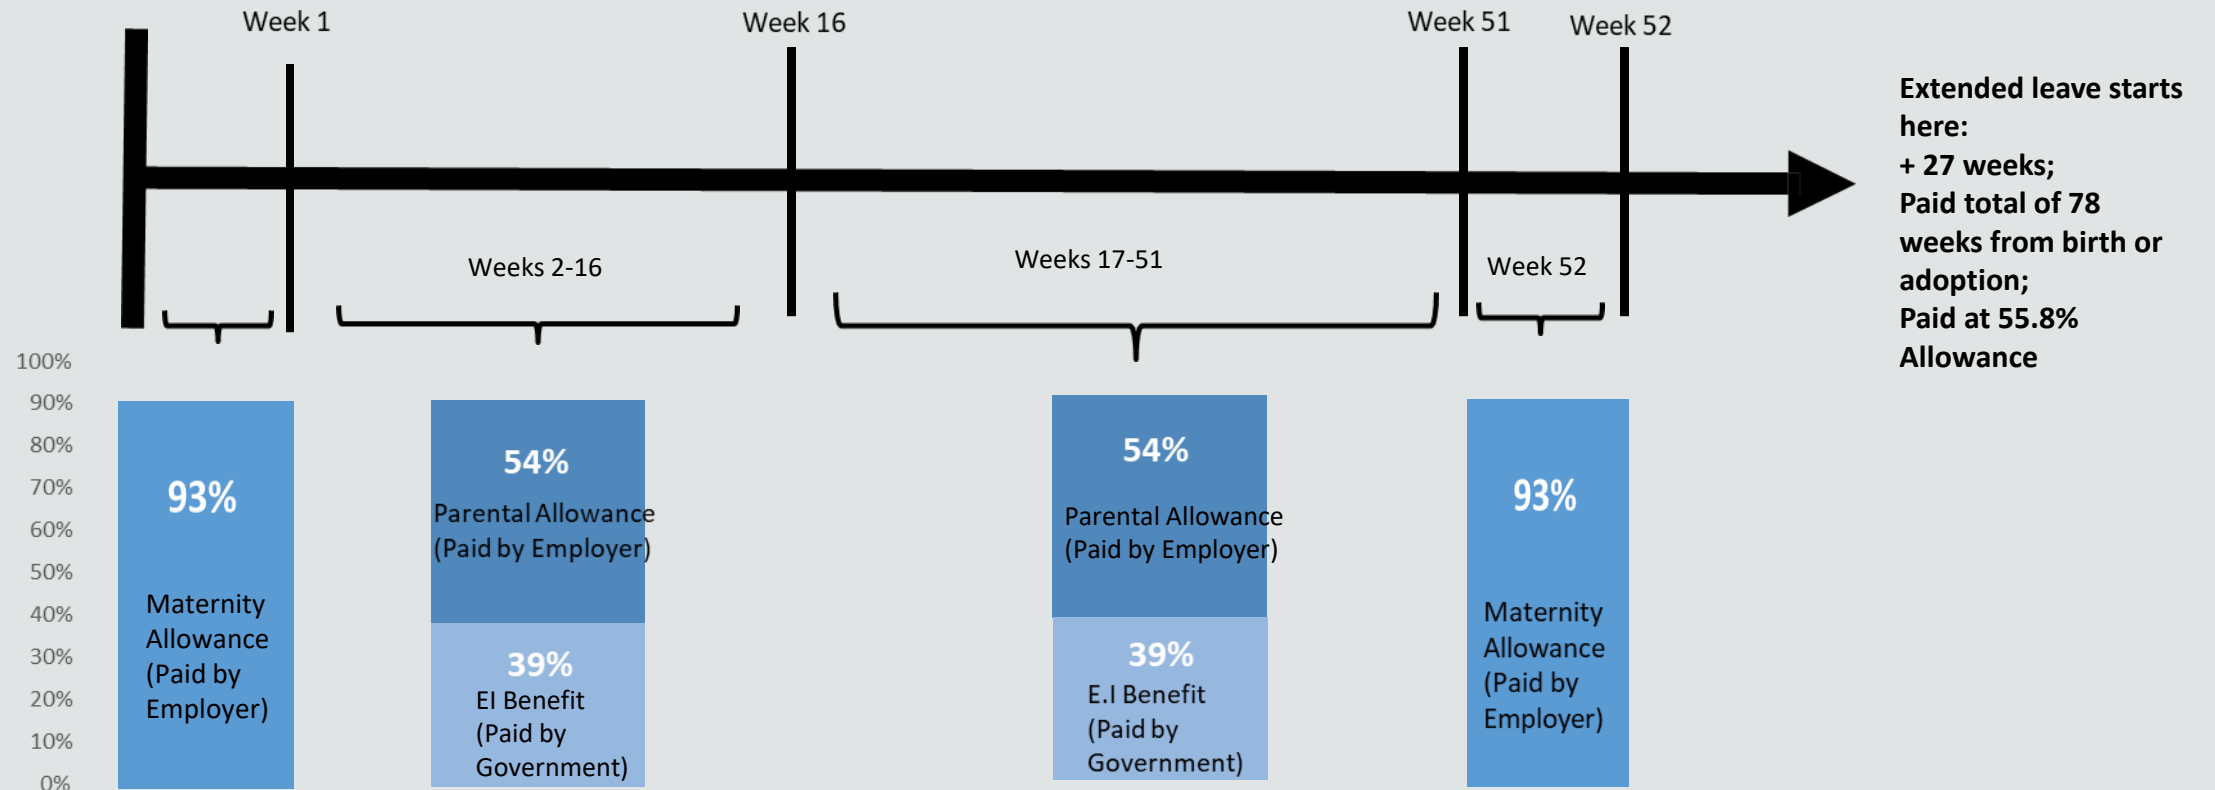 Week 1
Week 16
Week 51
Week 52
Extended leave starts
here:
+ 27 weeks;
Paid total of 78
weeks from birth or
adoption;
Paid at 55.8%
Allowance
Weeks 2-16
Weeks 17-51
Week 52
100%
90%
80%
70%
60%
50%
40%
30%
20%
10%
0%
93%
Maternity
Allowance
(Paid by
Employer)
54%
Parental Allowance
(Paid by Employer)
39%
EI Benefit
(Paid by
Government)
54%
Parental Allowance
(Paid by Employer)
39%
E.I Benefit
(Paid by
Government)
93%
Maternity
Allowance
(Paid by
Employer)